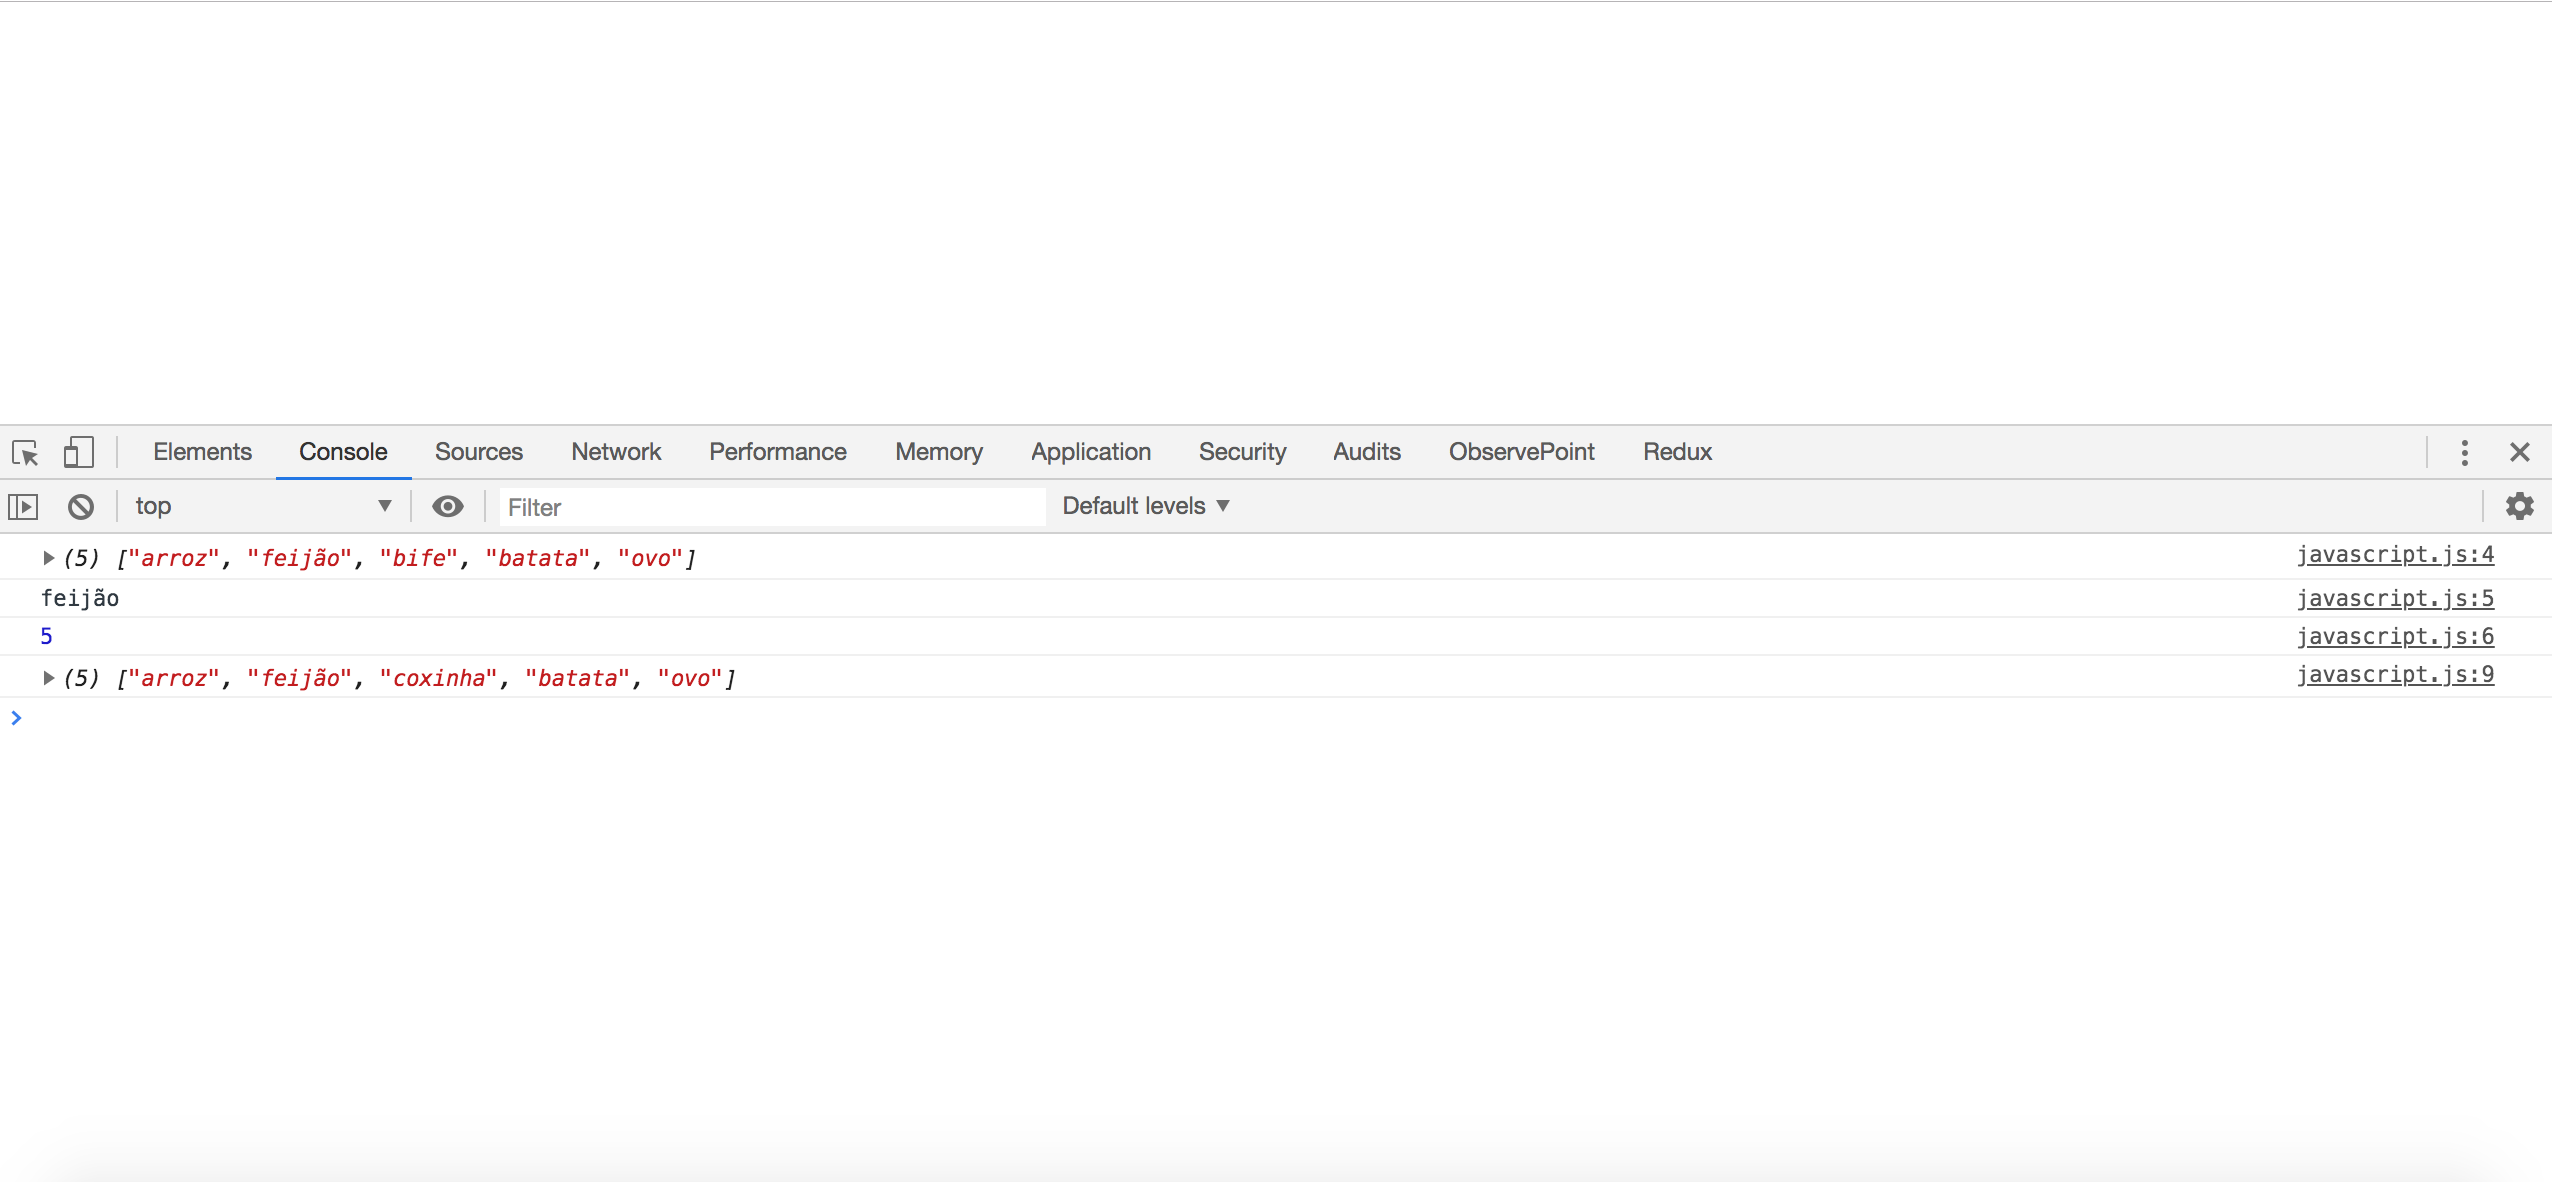 Elements Console Sources Network Performance Memory Application Security Audits ObservePoint Redux
top Filter Default levels
(5) ["arroz", "feijão", "bife", "batata", "ovo"] javascript.js:4
feijão javascript.js:5
5 javascript.js:6
(5) ["arroz", "feijão", "coxinha", "batata", "ovo"] javascript.js:9